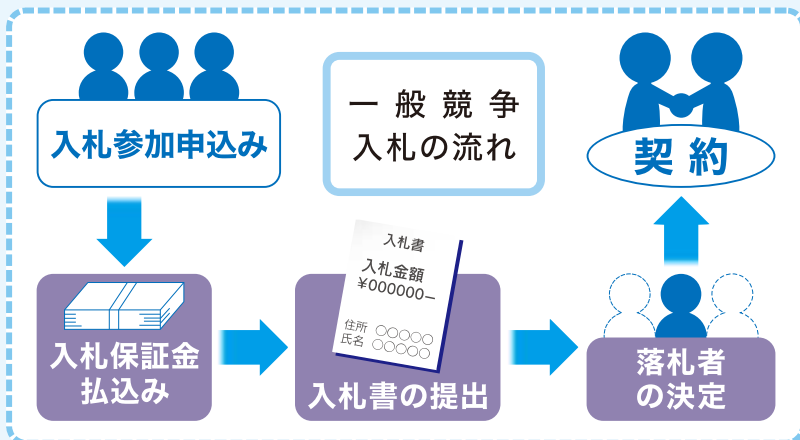 一般競争
入札の流れ
入札参加申込み
入札保証金
払込み
入札書
入札金額
¥000000−
住所 ○○○○○
氏名 ○○○○○
入札書の提出
落札者
の決定
契約